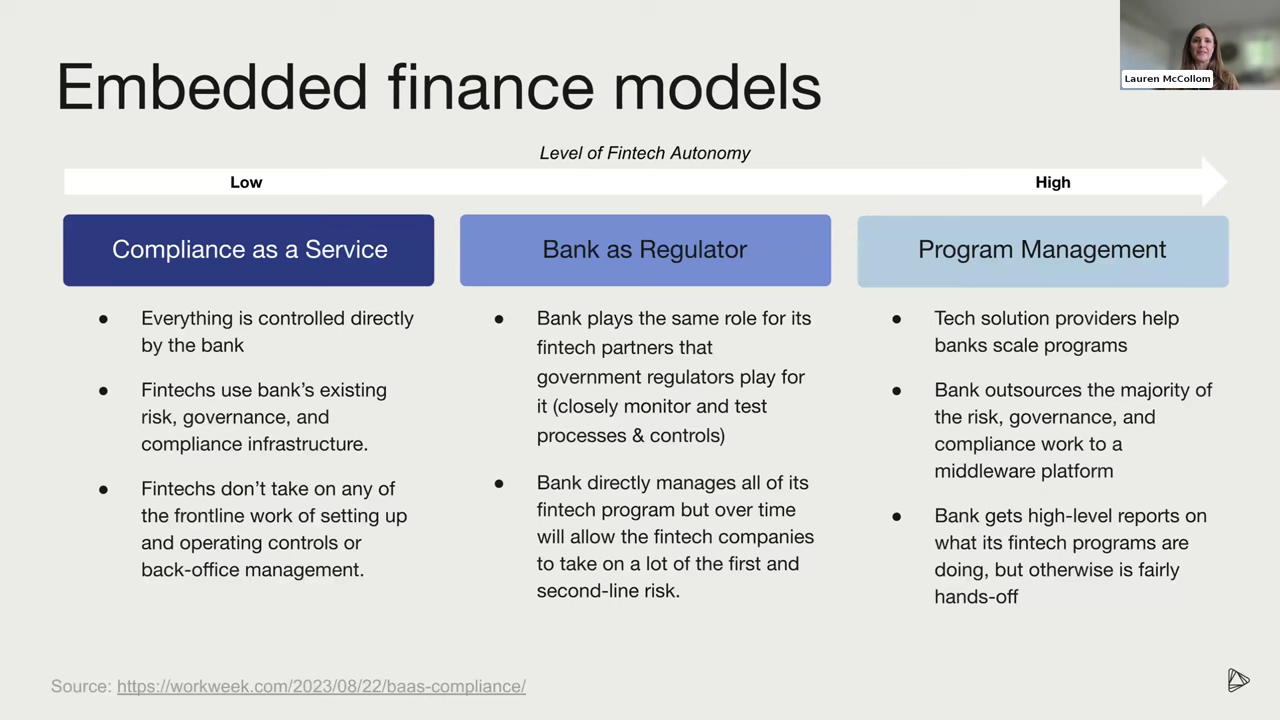 Embedded finance models
Lauren McCollom
Level of Fintech Autonomy
Low
High
Compliance as a Service
Bank as Regulator
Program Management
● Everything is controlled directly
by the bank
● Fintechs use bank's existing
risk, governance, and
compliance infrastructure.
● Fintechs don't take on any of
the frontline work of setting up
and operating controls or
back-office management.
● Bank plays the same role for its
fintech partners that
government regulators play for
it (closely monitor and test
processes & controls)
● Bank directly manages all of its
fintech program but over time
will allow the fintech companies
to take on a lot of the first and
second-line risk.
● Tech solution providers help
banks scale programs
● Bank outsources the majority of
the risk, governance, and
compliance work to a
middleware platform
● Bank gets high-level reports on
what its fintech programs are
doing, but otherwise is fairly
hands-off
Source: https://workweek.com/2023/08/22/baas-compliance/